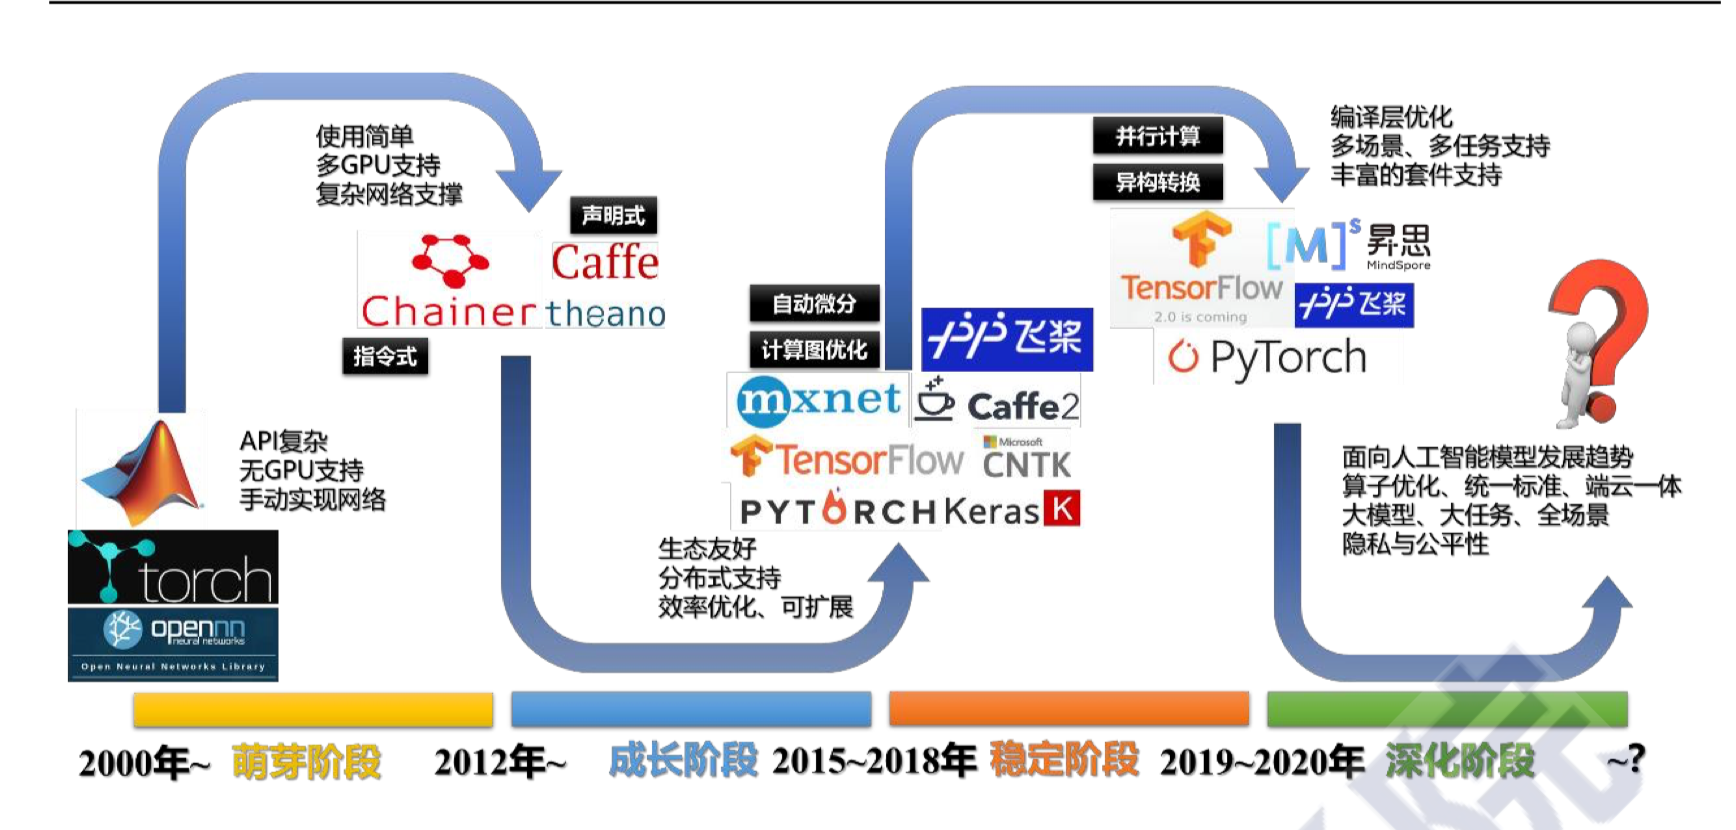 使用简单
多GPU支持
复杂网络支撑
声明式
Caffe
Chainer
theano
指令式
API复杂
无GPU支持
手动实现网络
torch
opennn
neural networks
Open Neural Networks Library
并行计算
异构转换
编译层优化
多场景、多任务支持
丰富的套件支持
TensorFlow
2.0 is coming
[M]s 昇思
MindSpore
飞桨
PyTorch
自动微分
计算图优化
飞桨
mxnet
Caffe2
TensorFlow
Microsoft
CNTK
PYTORCH
Keras K
生态友好
分布式支持
效率优化、可扩展
?
面向人工智能模型发展趋势
算子优化、统一标准、端云一体
大模型、大任务、全场景
隐私与公平性
2000年~ 萌芽阶段 2012年~ 成长阶段 2015~2018年 稳定阶段 2019~2020年 深化阶段 ~?
院